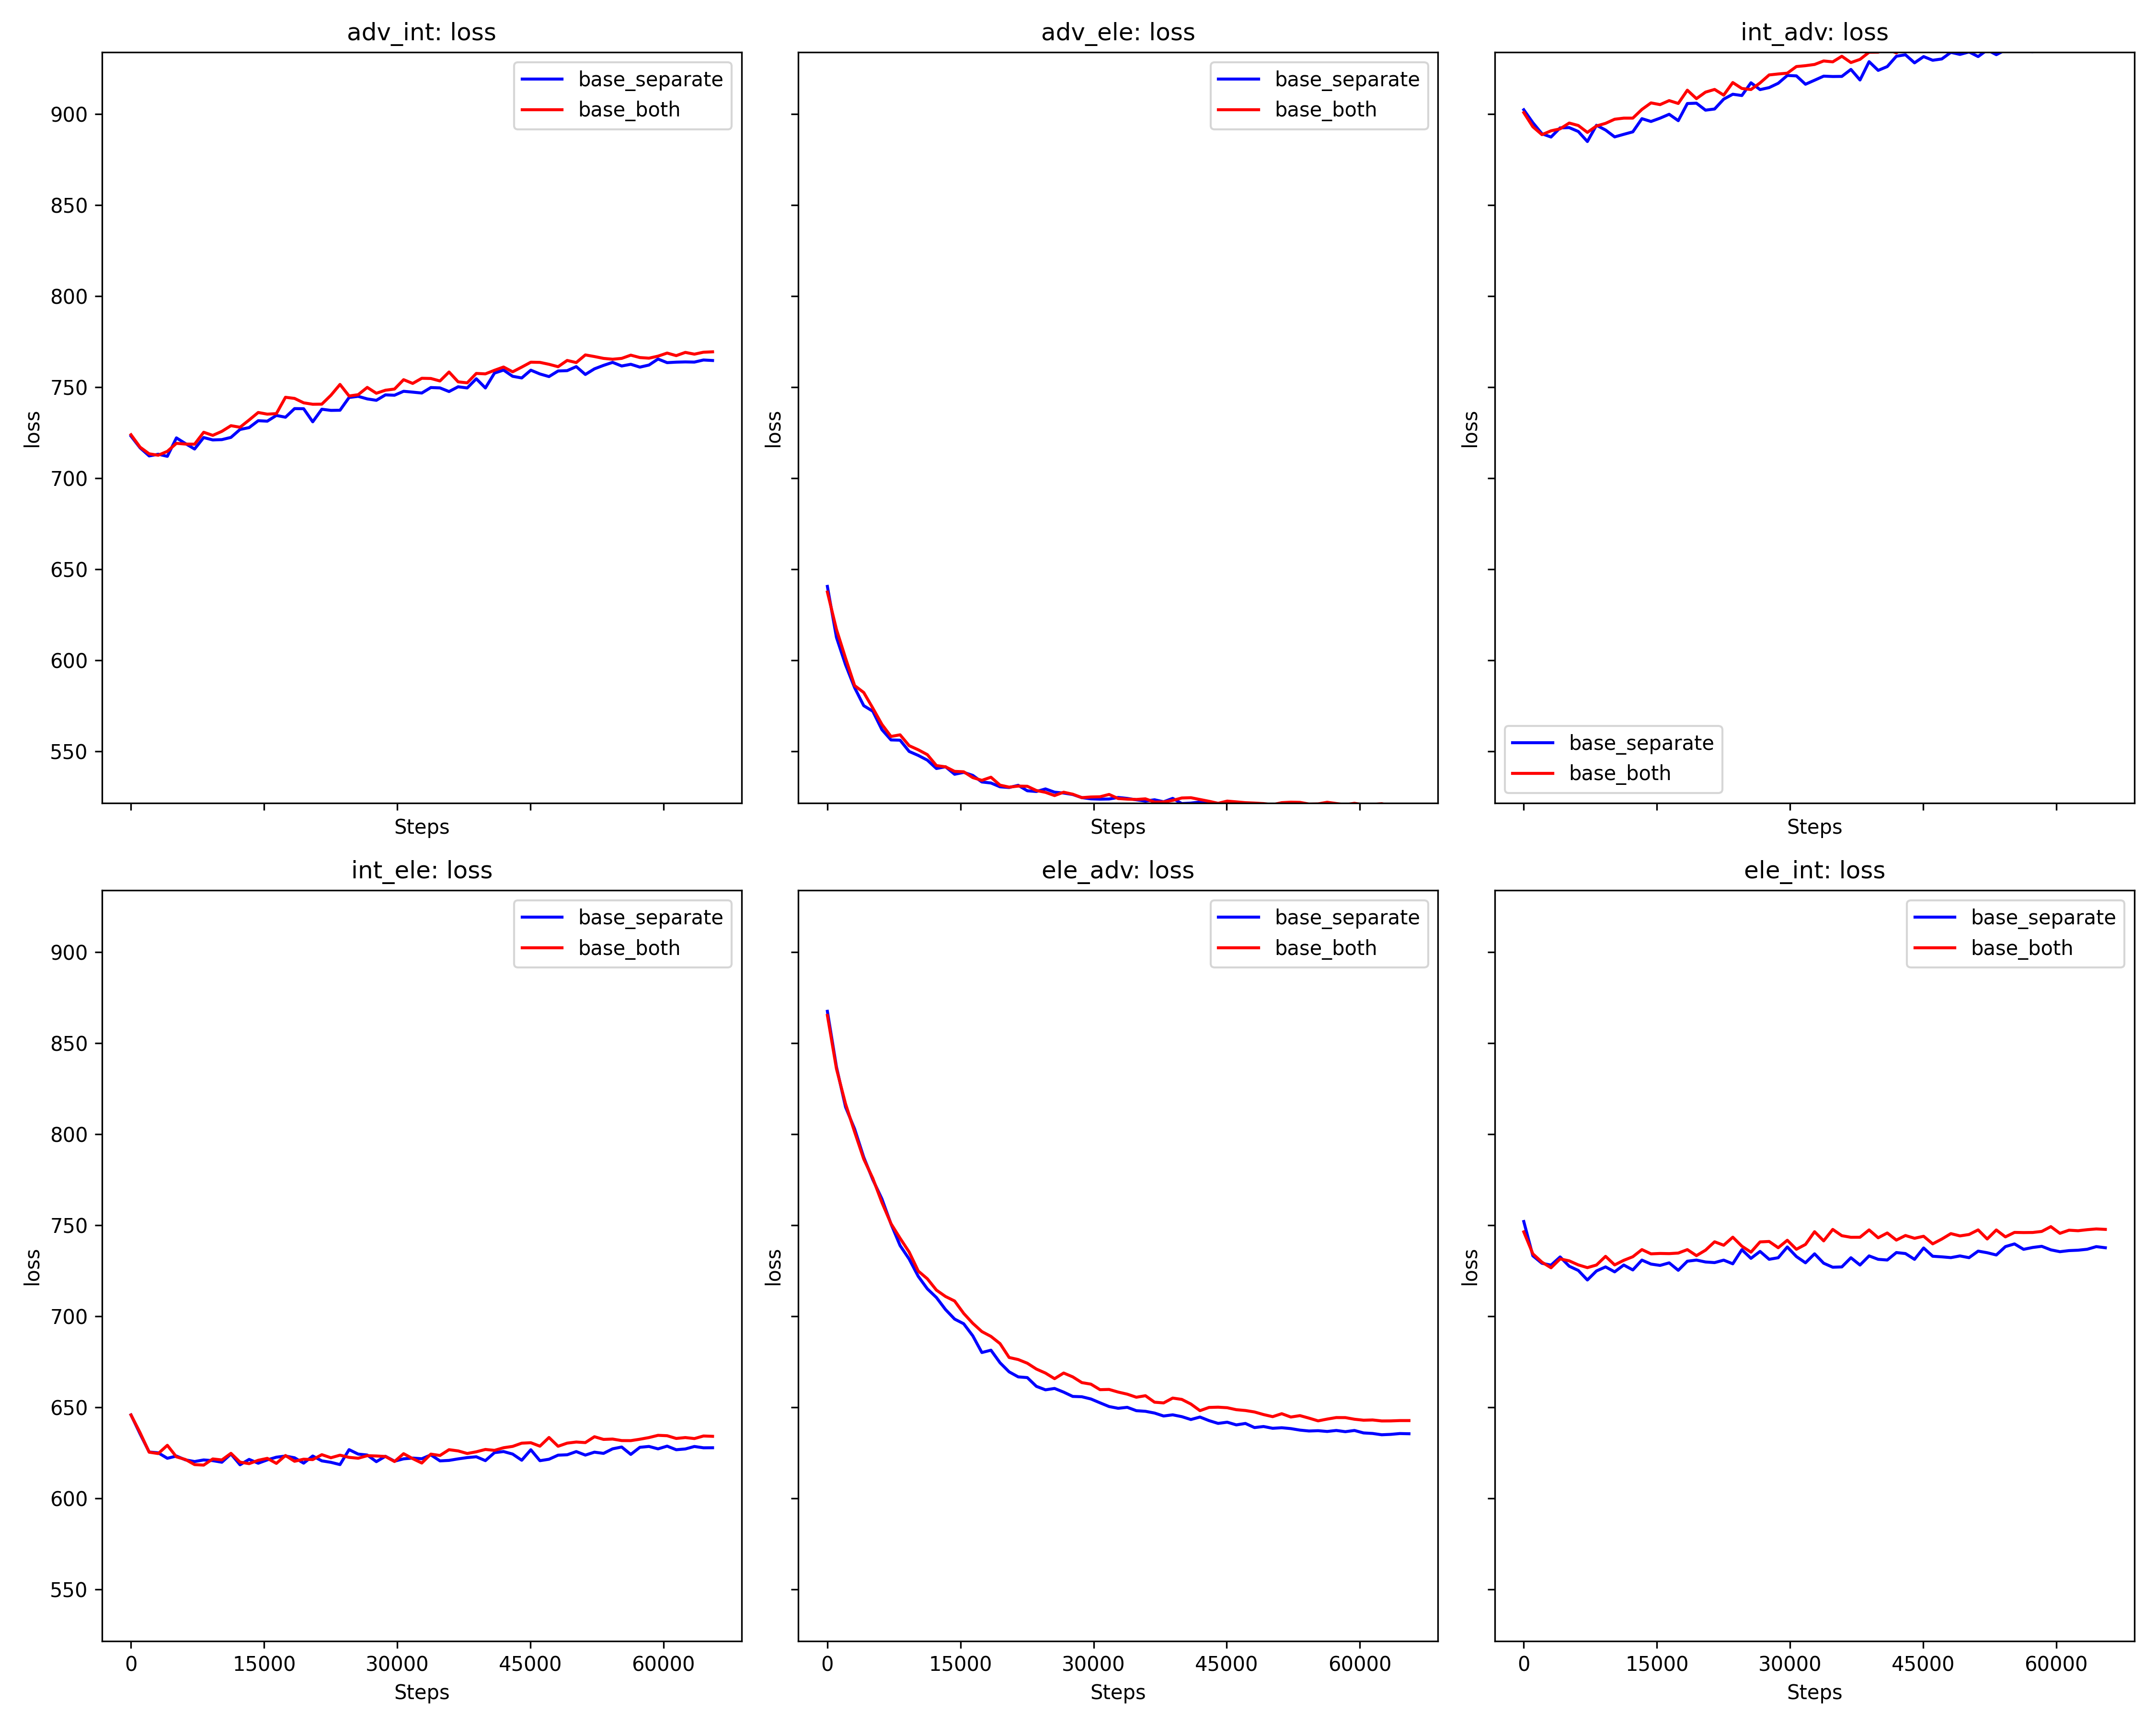 adv_int: loss
base_separate
base_both
900
850
800
750
700
650
600
550
loss
Steps
adv_ele: loss
base_separate
base_both
loss
Steps
int_adv: loss
base_separate
base_both
loss
Steps
int_ele: loss
base_separate
base_both
900
850
800
750
700
650
600
550
loss
0 15000 30000 45000 60000
Steps
ele_adv: loss
base_separate
base_both
loss
0 15000 30000 45000 60000
Steps
ele_int: loss
base_separate
base_both
loss
0 15000 30000 45000 60000
Steps